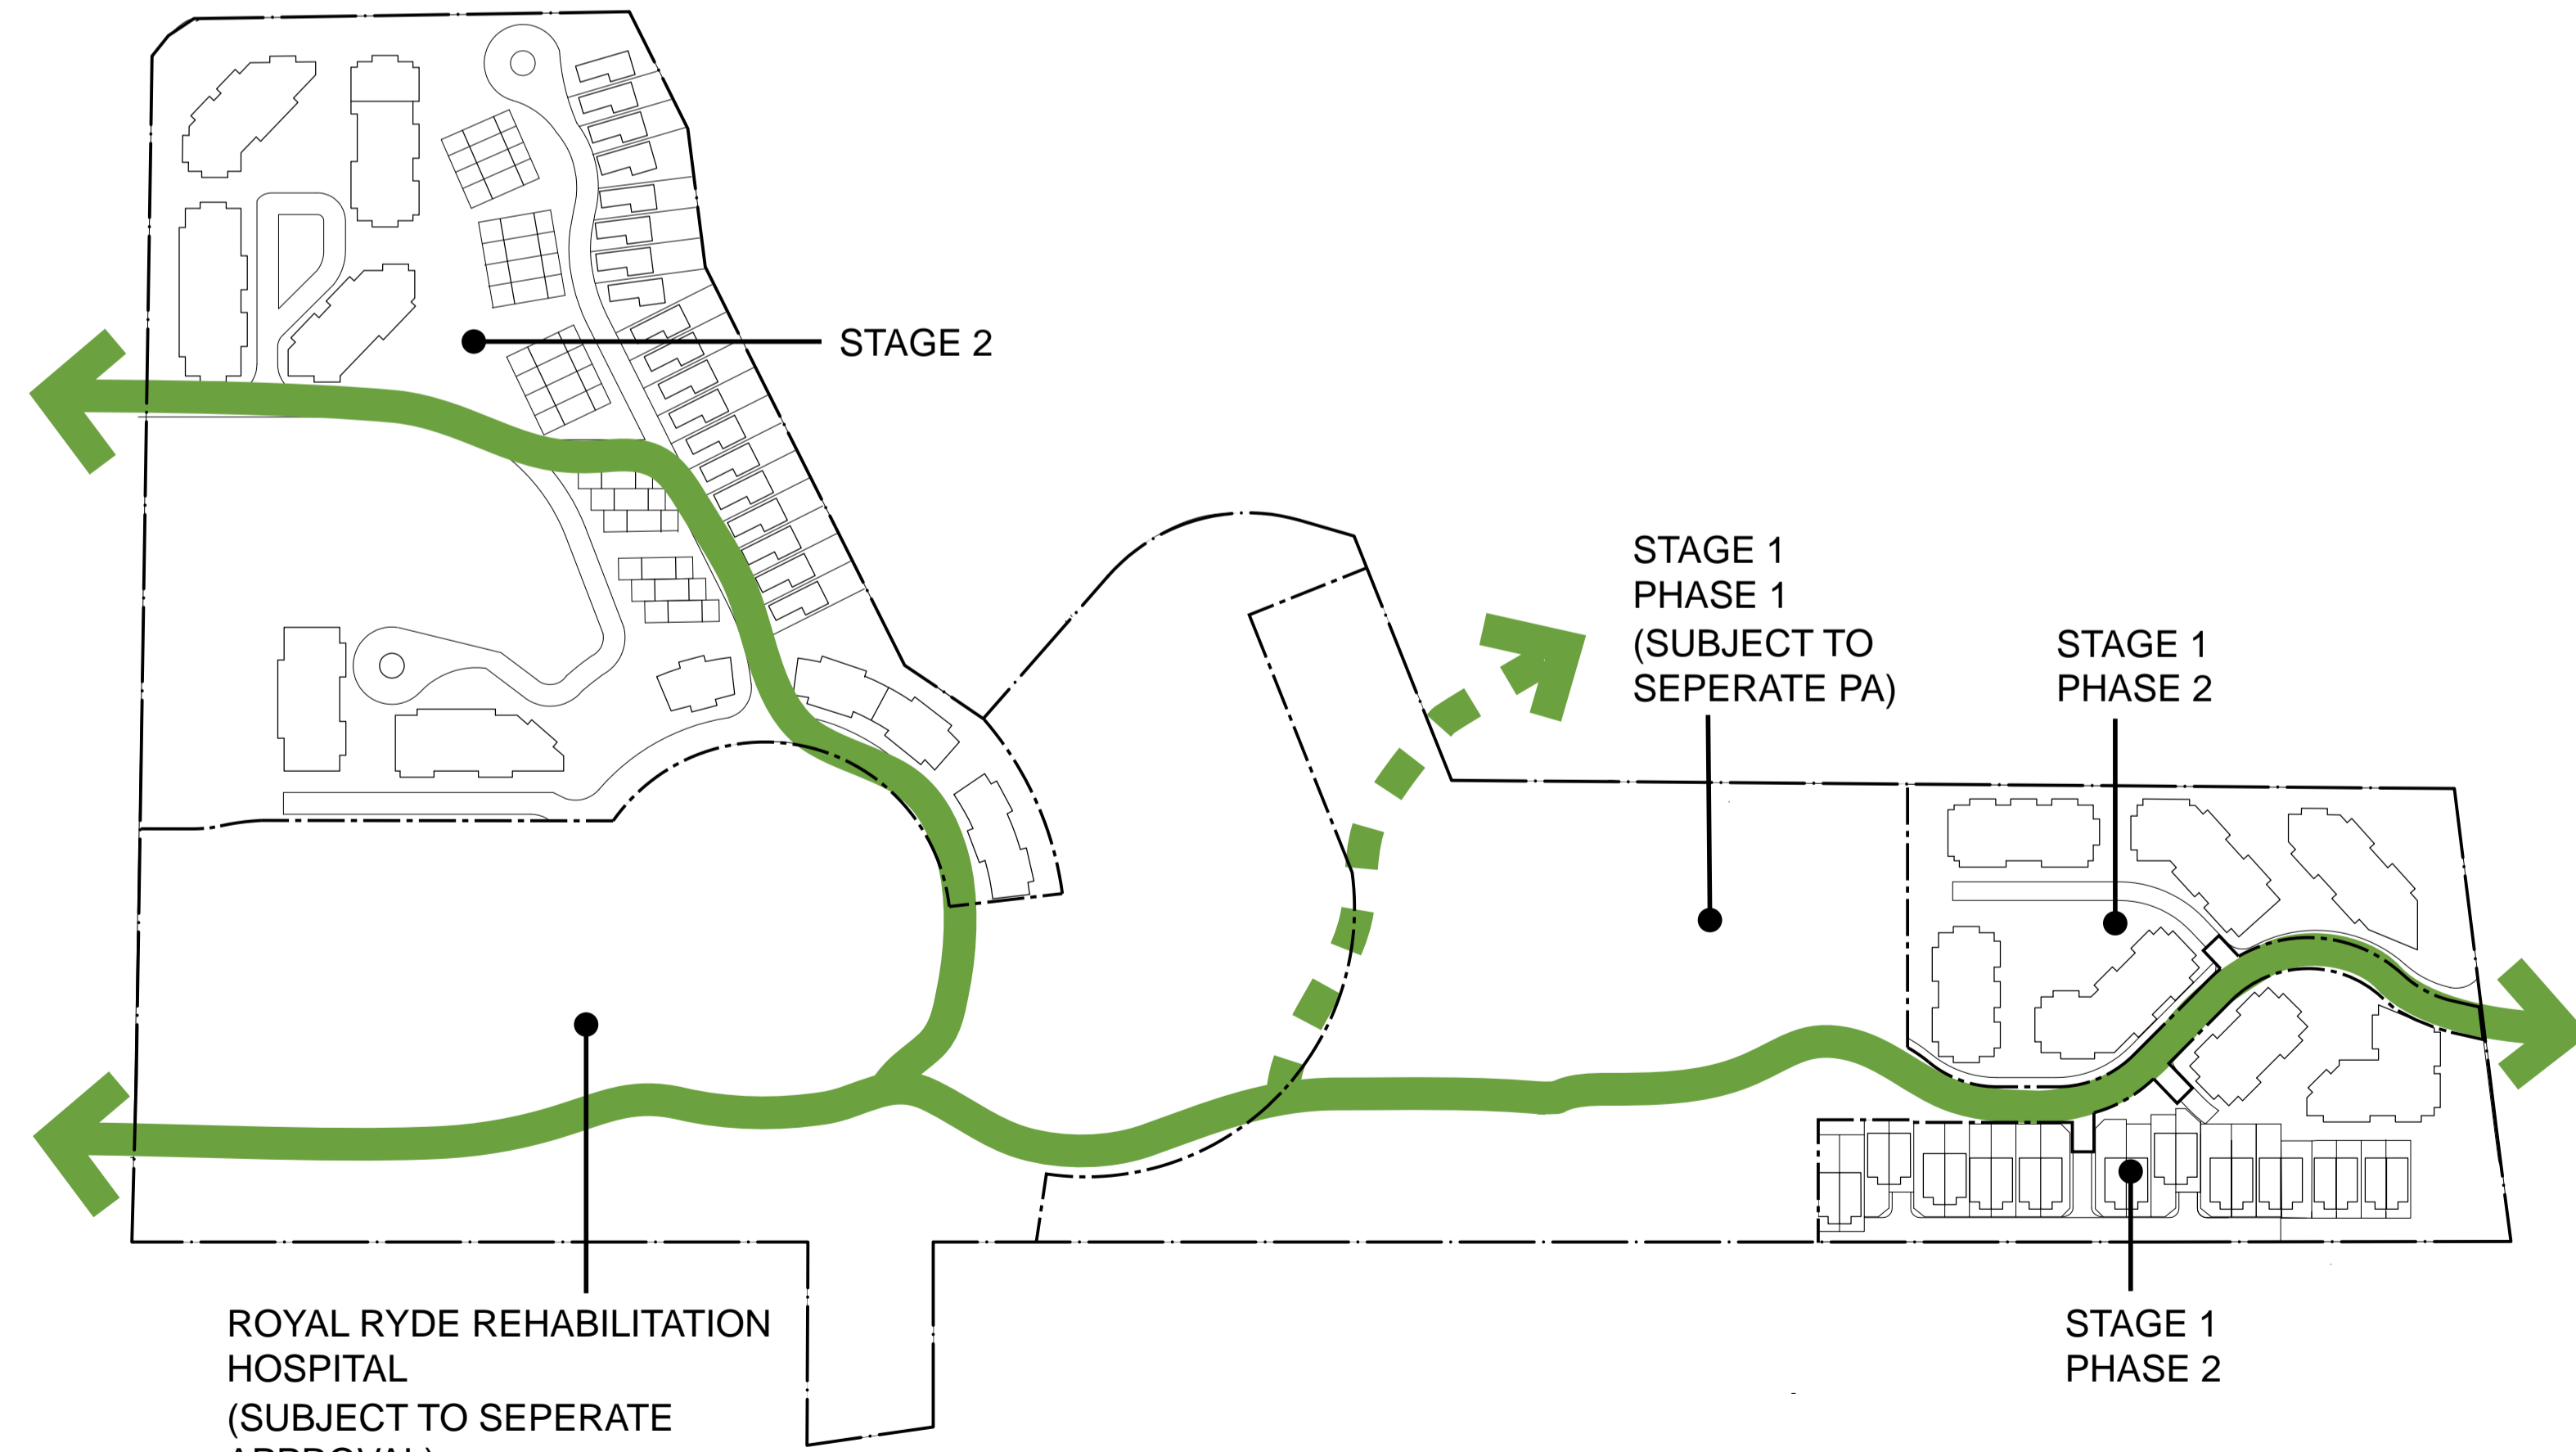 STAGE 2
STAGE 1
PHASE 1
(SUBJECT TO
SEPERATE PA)
STAGE 1
PHASE 2
ROYAL RYDE REHABILITATION
HOSPITAL
(SUBJECT TO SEPERATE
APPROVAL)
STAGE 1
PHASE 2